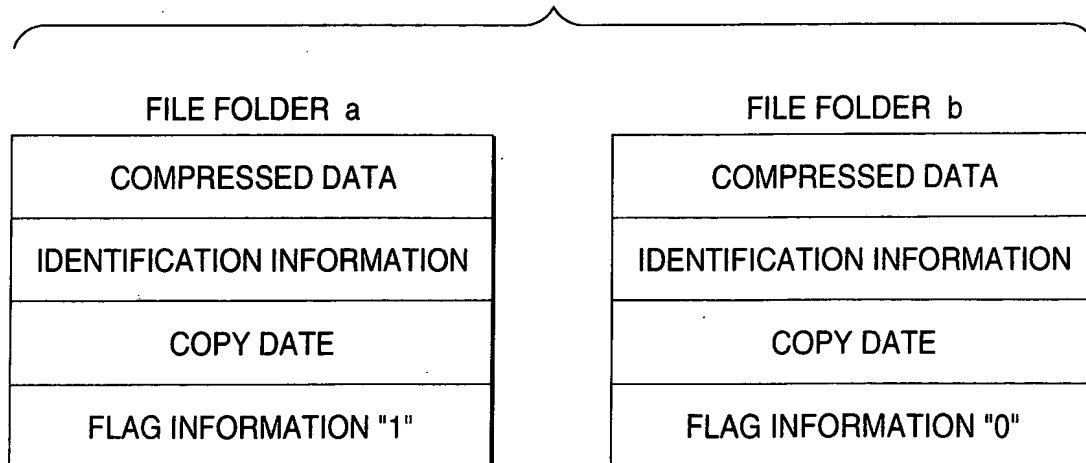 FILE FOLDER a
COMPRESSED DATA
IDENTIFICATION INFORMATION
COPY DATE
FLAG INFORMATION "1"
FILE FOLDER b
COMPRESSED DATA
IDENTIFICATION INFORMATION
COPY DATE
FLAG INFORMATION "0"